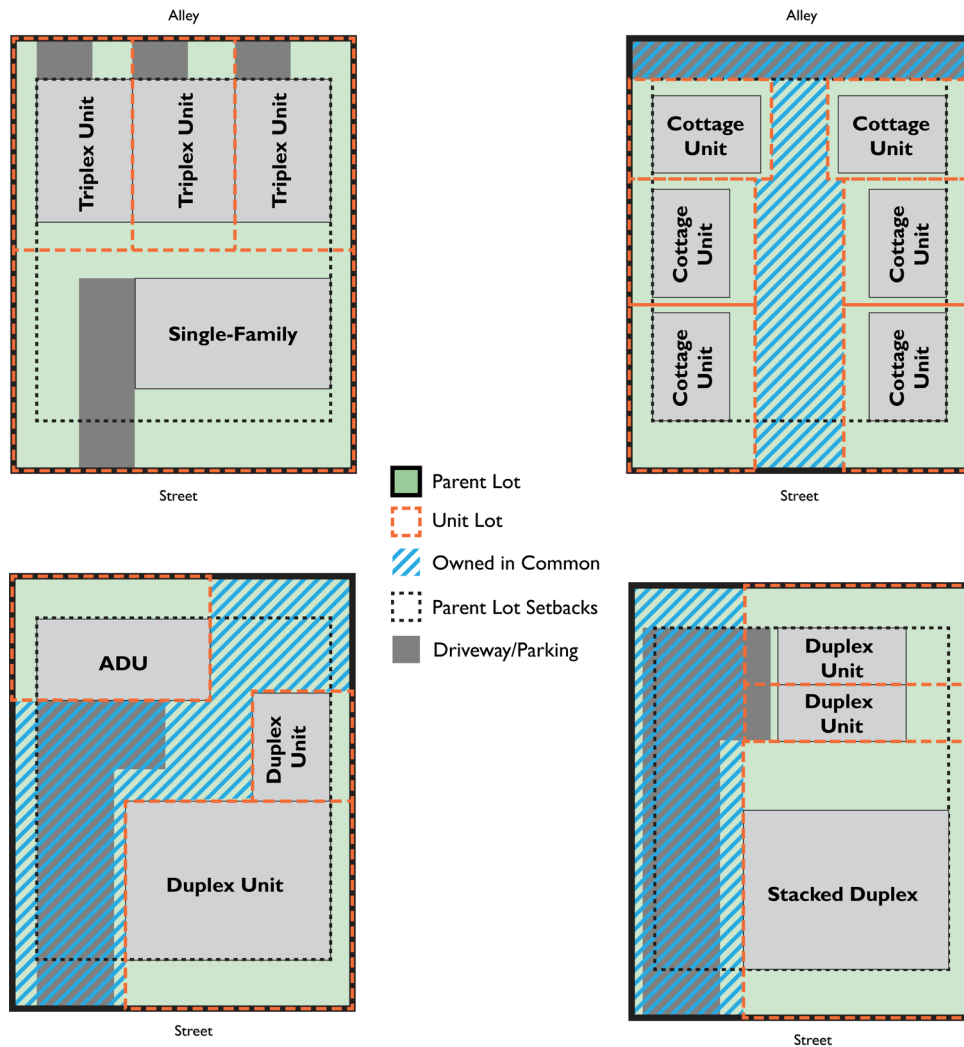 Alley
Triplex Unit
Triplex Unit
Triplex Unit
Single-Family
Street
Alley
Cottage
Unit
Cottage
Unit
Cottage
Unit
Cottage
Unit
Cottage
Unit
Cottage
Unit
Street
Parent Lot
Unit Lot
Owned in Common
Parent Lot Setbacks
Driveway/Parking
ADU
Duplex
Unit
Duplex Unit
Street
Duplex
Unit
Duplex
Unit
Stacked Duplex
Street